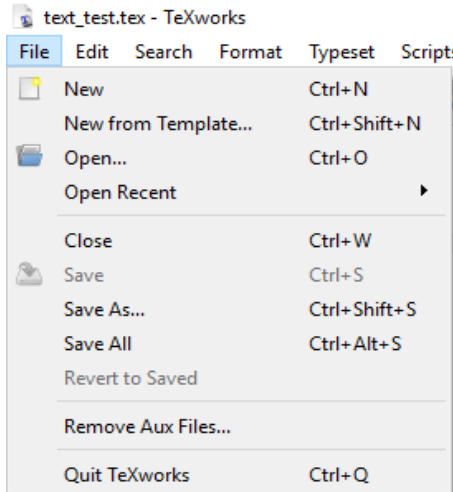 text_test.tex - TeXworks
File Edit Search Format Typeset Scripts
New Ctrl+N
New from Template... Ctrl+Shift+N
Open... Ctrl+O
Open Recent
Close Ctrl+W
Save Ctrl+S
Save As... Ctrl+Shift+S
Save All Ctrl+Alt+S
Revert to Saved
Remove Aux Files...
Quit TeXworks Ctrl+Q